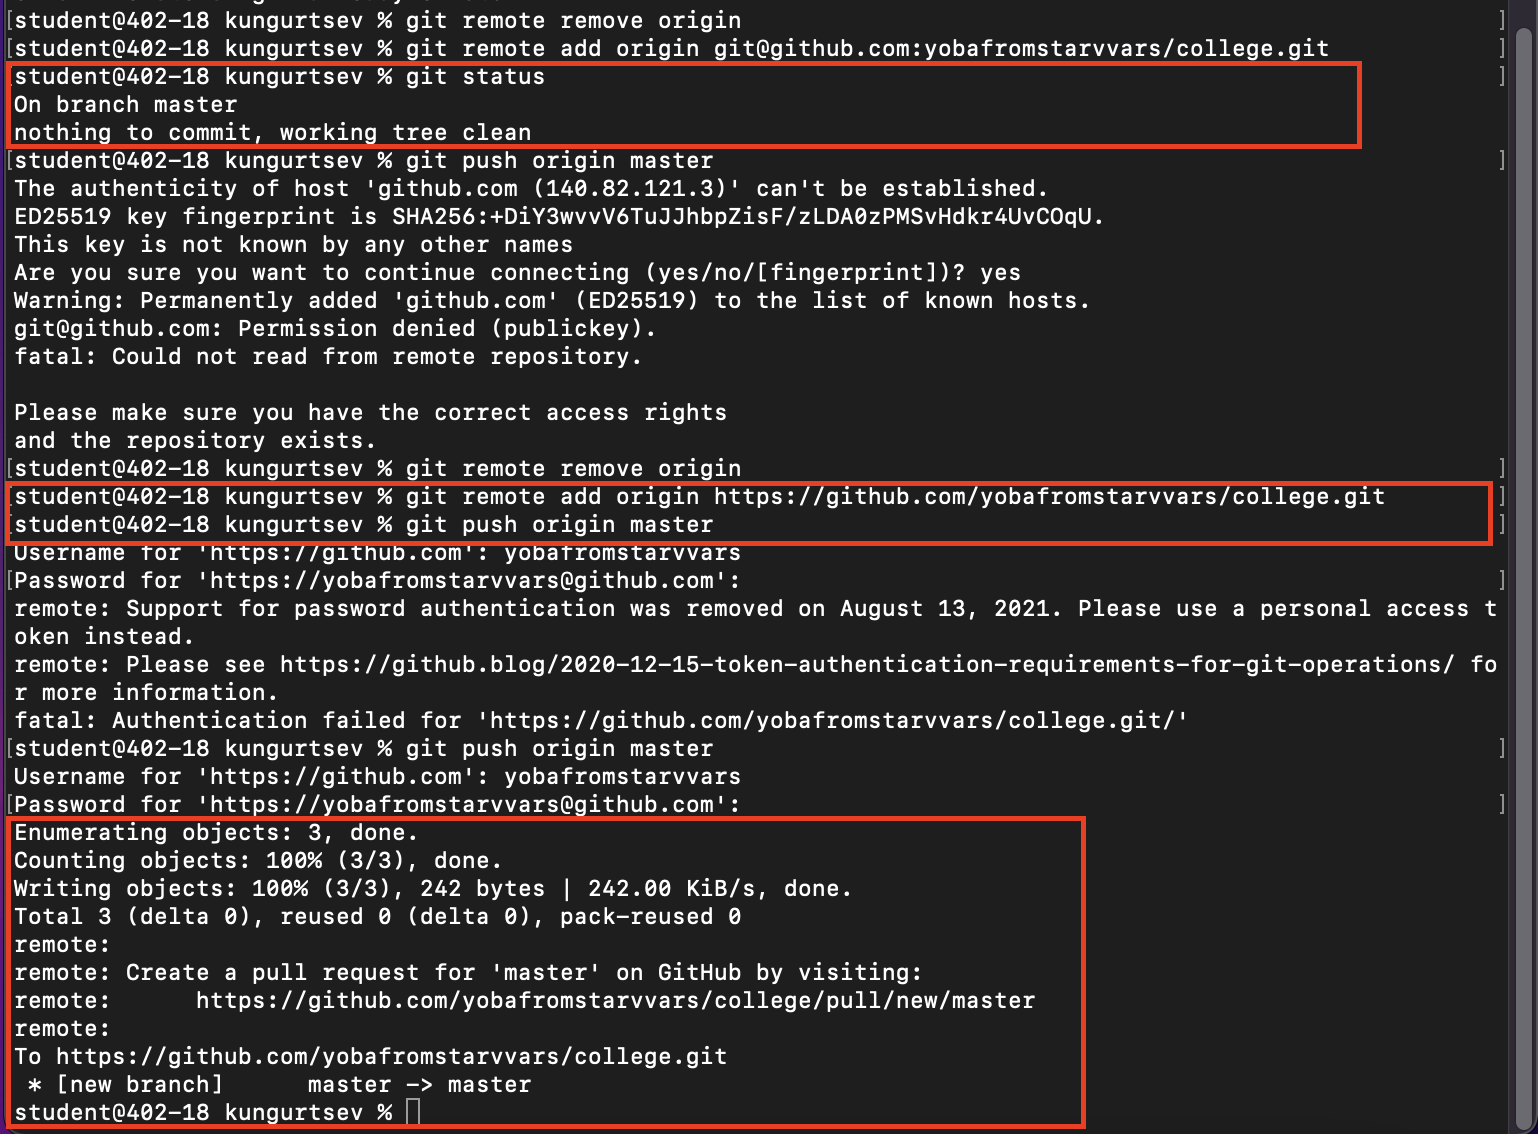 [student@402-18 kungurtsev % git remote remove origin ]
[student@402-18 kungurtsev % git remote add origin git@github.com:yobafromstarvvars/college.git ]
[student@402-18 kungurtsev % git status ]
On branch master
nothing to commit, working tree clean
[student@402-18 kungurtsev % git push origin master ]
The authenticity of host 'github.com (140.82.121.3)' can't be established.
ED25519 key fingerprint is SHA256:+DiY3wvvV6TuJJhbpZisF/zLDA0zPMSvHdkr4UvCOqU.
This key is not known by any other names
Are you sure you want to continue connecting (yes/no/[fingerprint])? yes
Warning: Permanently added 'github.com' (ED25519) to the list of known hosts.
git@github.com: Permission denied (publickey).
fatal: Could not read from remote repository.

Please make sure you have the correct access rights
and the repository exists.
[student@402-18 kungurtsev % git remote remove origin ]
[student@402-18 kungurtsev % git remote add origin https://github.com/yobafromstarvvars/college.git ]
[student@402-18 kungurtsev % git push origin master ]
Username for 'https://github.com': yobafromstarvvars
[Password for 'https://yobafromstarvvars@github.com': ]
remote: Support for password authentication was removed on August 13, 2021. Please use a personal access t
oken instead.
remote: Please see https://github.blog/2020-12-15-token-authentication-requirements-for-git-operations/ fo
r more information.
fatal: Authentication failed for 'https://github.com/yobafromstarvvars/college.git/'
[student@402-18 kungurtsev % git push origin master ]
Username for 'https://github.com': yobafromstarvvars
[Password for 'https://yobafromstarvvars@github.com': ]
Enumerating objects: 3, done.
Counting objects: 100% (3/3), done.
Writing objects: 100% (3/3), 242 bytes | 242.00 KiB/s, done.
Total 3 (delta 0), reused 0 (delta 0), pack-reused 0
remote:
remote: Create a pull request for 'master' on GitHub by visiting:
remote:      https://github.com/yobafromstarvvars/college/pull/new/master
remote:
To https://github.com/yobafromstarvvars/college.git
 * [new branch]      master -> master
student@402-18 kungurtsev %